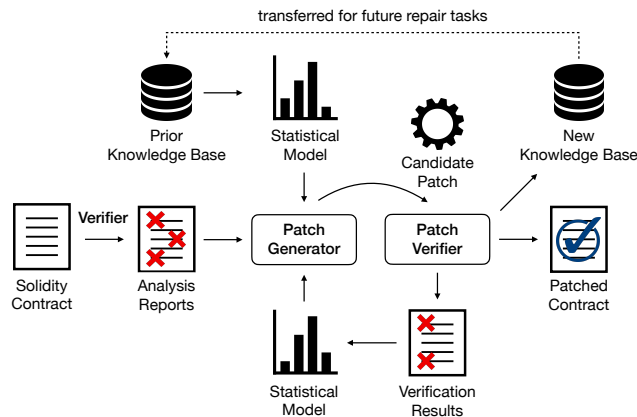 transferred for future repair tasks
Prior
Knowledge Base
Statistical
Model
Candidate
Patch
New
Knowledge Base
Verifier
Solidity
Contract
Analysis
Reports
Patch
Generator
Patch
Verifier
Patched
Contract
Statistical
Model
Verification
Results